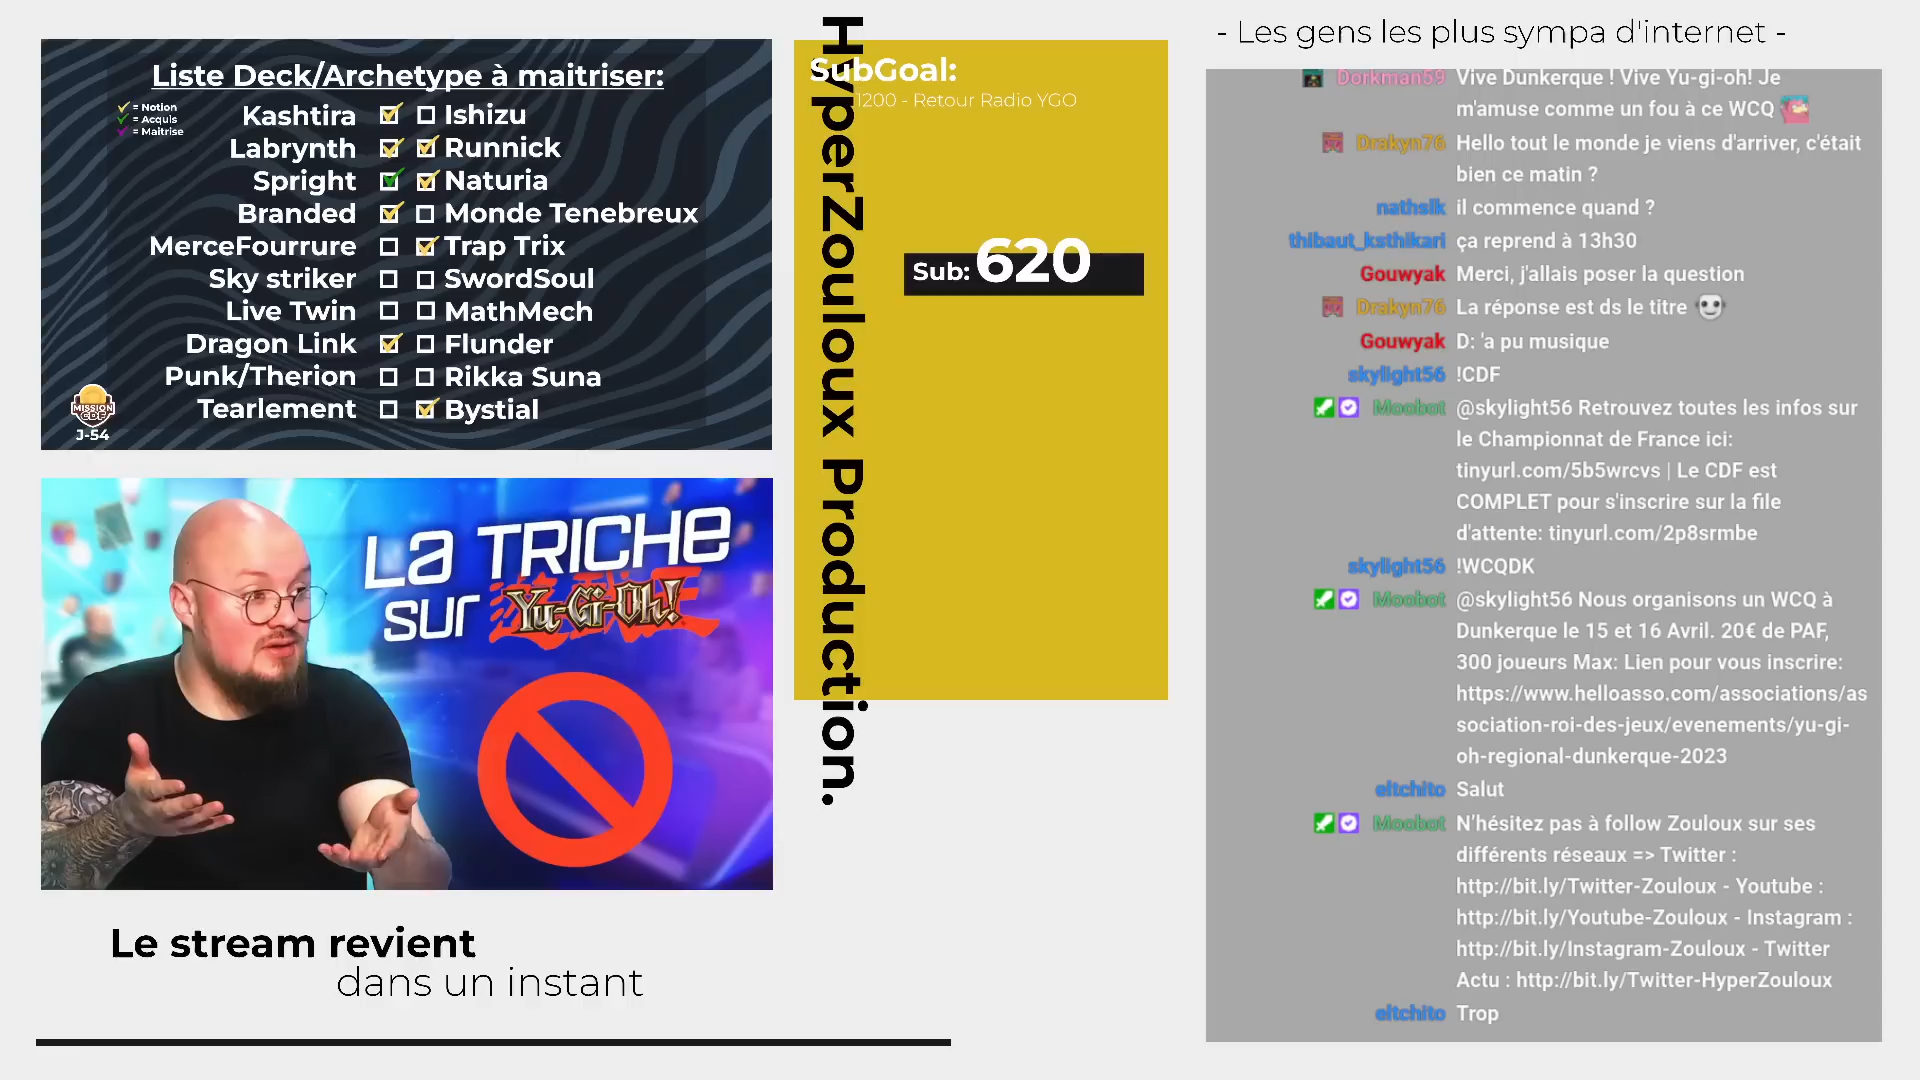 - Les gens les plus sympa d'internet -
Liste Deck/Archetype à maitriser:
= Notion
= Acquis
= Maitrise
Kashtira Ishizu
Labrynth Runnick
Spright Naturia
Branded Monde Tenebreux
MerceFourrure Trap Trix
Sky striker SwordSoul
Live Twin MathMech
Dragon Link Flunder
Punk/Therion Rikka Suna
Tearlement Bystial
MISSION
CDF
J-54
LA TRICHE
SUR Yu-Gi-Oh!
Le stream revient
dans un instant
HyperZouloux Production.
SubGoal:
1200 - Retour Radio YGO
Sub: 620
Dorkman59 Vive Dunkerque ! Vive Yu-gi-oh! Je
m'amuse comme un fou à ce WCQ
Drakyn76 Hello tout le monde je viens d'arriver, c'était
bien ce matin ?
nathslk il commence quand ?
thibaut_ksthikari ça reprend à 13h30
Gouwyak Merci, j'allais poser la question
Drakyn76 La réponse est ds le titre
Gouwyak D: 'a pu musique
skylight56 !CDF
Moobot @skylight56 Retrouvez toutes les infos sur
le Championnat de France ici:
tinyurl.com/5b5wrcvs | Le CDF est
COMPLET pour s'inscrire sur la file
d'attente: tinyurl.com/2p8srmbe
skylight56 !WCQDK
Moobot @skylight56 Nous organisons un WCQ à
Dunkerque le 15 et 16 Avril. 20€ de PAF,
300 joueurs Max: Lien pour vous inscrire:
https://www.helloasso.com/associations/as
sociation-roi-des-jeux/evenements/yu-gi-
oh-regional-dunkerque-2023
eltchito Salut
Moobot N'hésitez pas à follow Zouloux sur ses
différents réseaux => Twitter :
http://bit.ly/Twitter-Zouloux - Youtube :
http://bit.ly/Youtube-Zouloux - Instagram :
http://bit.ly/Instagram-Zouloux - Twitter
Actu : http://bit.ly/Twitter-HyperZouloux
eltchito Trop